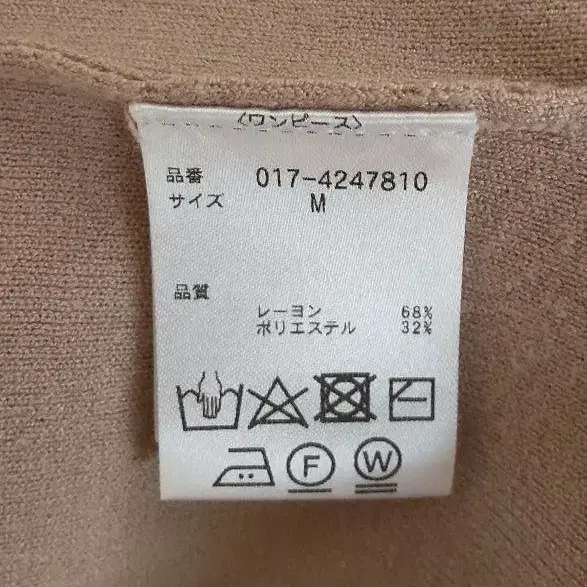 〈ワンピース〉
品番 017-4247810
サイズ M
品質
レーヨン 68%
ポリエステル 32%
F W